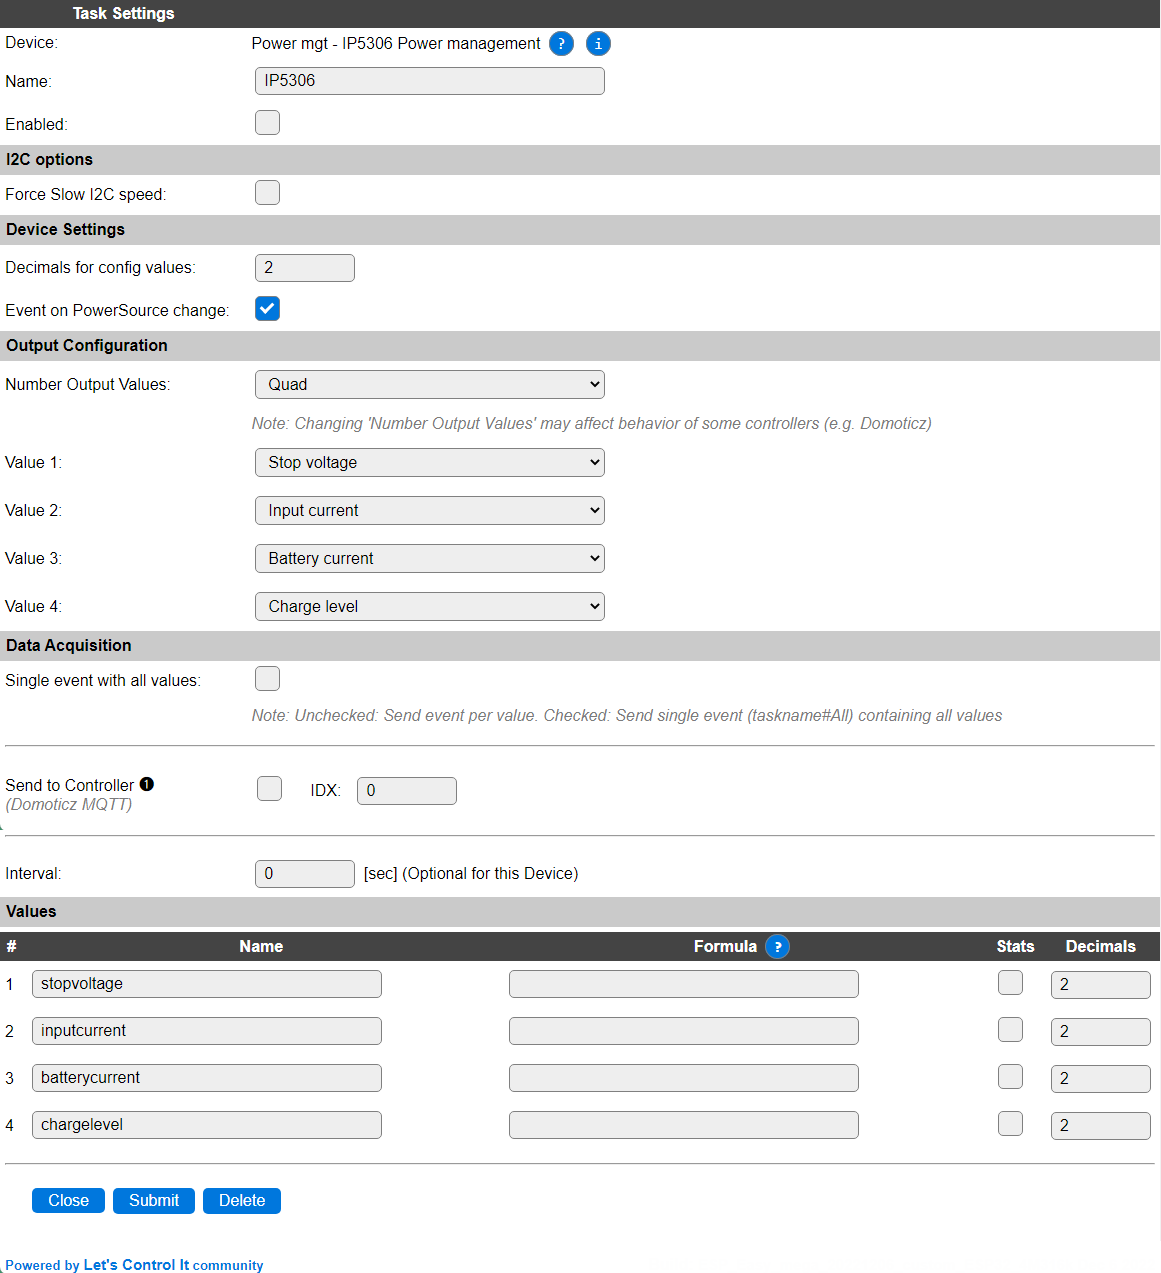 Task Settings
Device: Power mgt - IP5306 Power management ? i
Name: IP5306
Enabled:
I2C options
Force Slow I2C speed:
Device Settings
Decimals for config values: 2
Event on PowerSource change:
Output Configuration
Number Output Values: Quad
Note: Changing 'Number Output Values' may affect behavior of some controllers (e.g. Domoticz)
Value 1: Stop voltage
Value 2: Input current
Value 3: Battery current
Value 4: Charge level
Data Acquisition
Single event with all values:
Note: Unchecked: Send event per value. Checked: Send single event (taskname#All) containing all values
Send to Controller ❶ IDX: 0
(Domoticz MQTT)
Interval: 0 [sec] (Optional for this Device)
Values
# Name Formula ? Stats Decimals
1 stopvoltage 2
2 inputcurrent 2
3 batterycurrent 2
4 chargelevel 2
Close Submit Delete
Powered by Let's Control It community